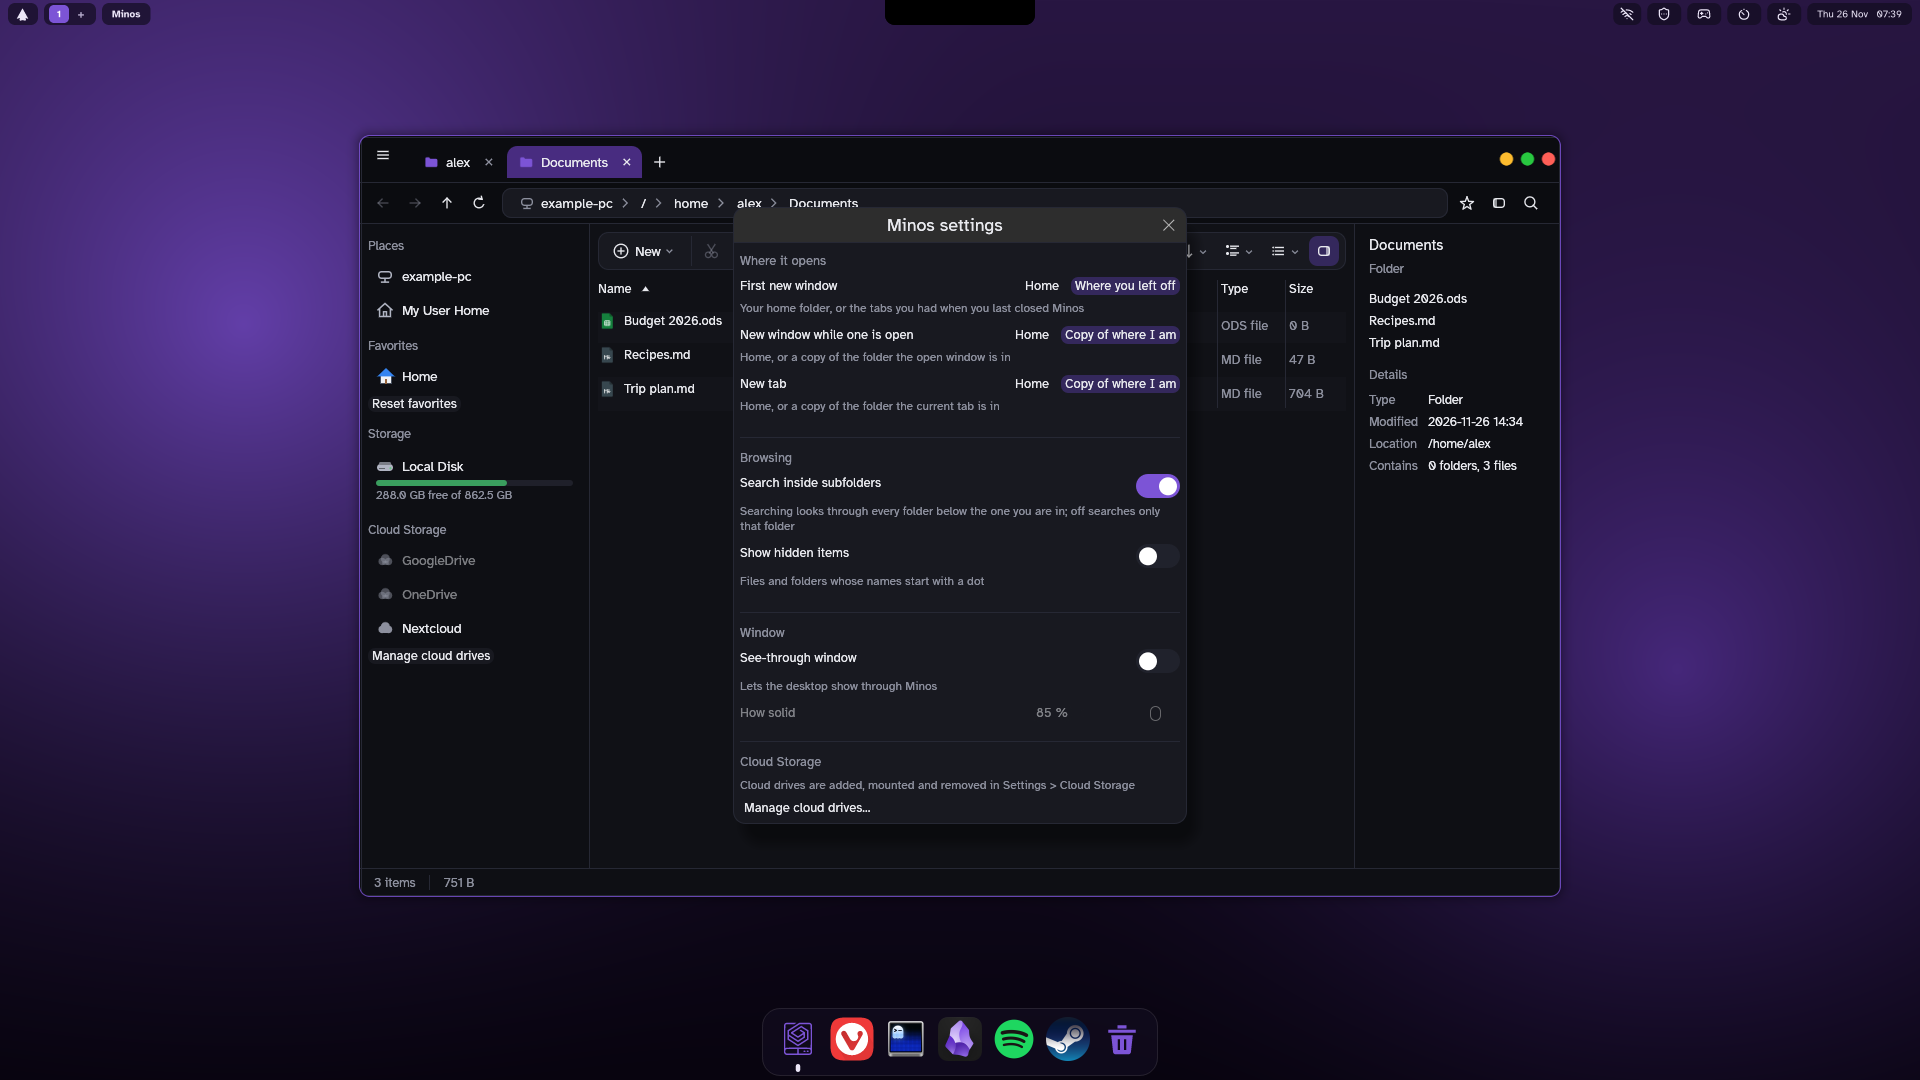 1 + Minos
Thu 26 Nov 07:39
alex
Documents
example-pc > / > home > alex > Documents
Places
example-pc
My User Home
Favorites
Home
Reset favorites
Storage
Local Disk
288.0 GB free of 862.5 GB
Cloud Storage
GoogleDrive
OneDrive
Nextcloud
Manage cloud drives
New
Name
Type
Size
Budget 2026.ods
ODS file
0 B
Recipes.md
MD file
47 B
Trip plan.md
MD file
704 B
Minos settings
Where it opens
First new window Home Where you left off
Your home folder, or the tabs you had when you last closed Minos
New window while one is open Home Copy of where I am
Home, or a copy of the folder the open window is in
New tab Home Copy of where I am
Home, or a copy of the folder the current tab is in
Browsing
Search inside subfolders
Searching looks through every folder below the one you are in; off searches only
that folder
Show hidden items
Files and folders whose names start with a dot
Window
See-through window
Lets the desktop show through Minos
How solid 85 %
Cloud Storage
Cloud drives are added, mounted and removed in Settings > Cloud Storage
Manage cloud drives...
Documents
Folder
Budget 2026.ods
Recipes.md
Trip plan.md
Details
Type Folder
Modified 2026-11-26 14:34
Location /home/alex
Contains 0 folders, 3 files
3 items 751 B